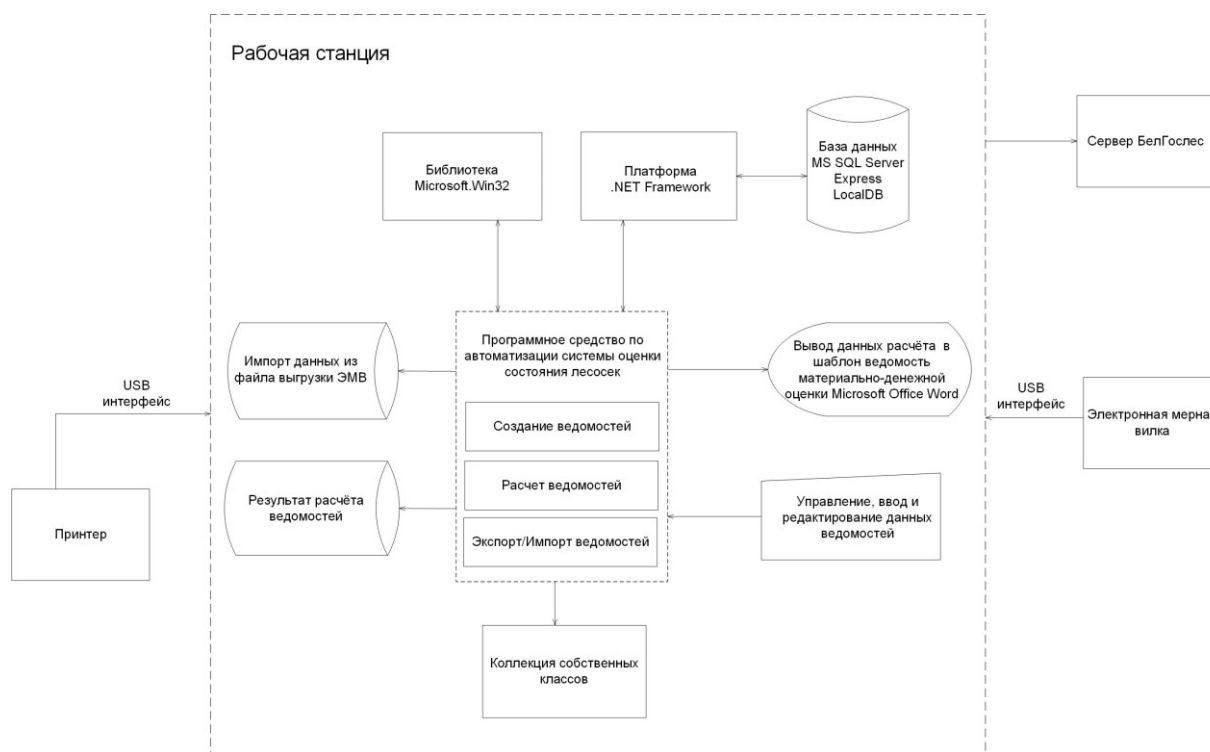 Рабочая станция
База данных
MS SQL Server
Express
LocalDB
Сервер БелГослес
Библиотека
Microsoft.Win32
Платформа
.NET Framework
Программное средство по
автоматизации системы оценки
состояния лесосек
Импорт данных из
файла выгрузки ЭМВ
Вывод данных расчёта в
шаблон ведомость
материально-денежной
оценки Microsoft Office Word
USB
интерфейс
USB
интерфейс
Электронная мерна
вилка
Создание ведомостей
Расчет ведомостей
Экспорт/Импорт ведомостей
Результат расчёта
ведомостей
Управление, ввод и
редактирование данных
ведомостей
Принтер
Коллекция собственных
классов